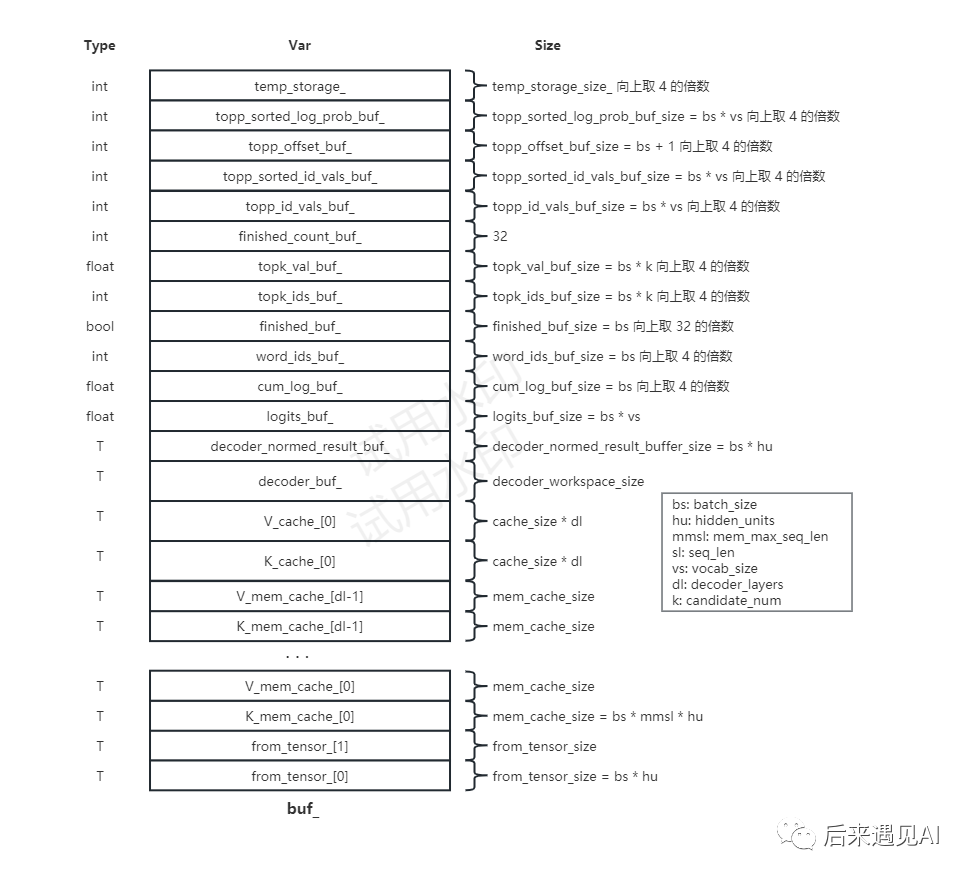 Type Var Size
int temp_storage_ temp_storage_size_ 向上取 4 的倍数
int topp_sorted_log_prob_buf_ topp_sorted_log_prob_buf_size = bs * vs 向上取 4 的倍数
int topp_offset_buf_ topp_offset_buf_size = bs + 1 向上取 4 的倍数
int topp_sorted_id_vals_buf_ topp_sorted_id_vals_buf_size = bs * vs 向上取 4 的倍数
int topp_id_vals_buf_ topp_id_vals_buf_size = bs * vs 向上取 4 的倍数
int finished_count_buf_ 32
float topk_val_buf_ topk_val_buf_size = bs * k 向上取 4 的倍数
int topk_ids_buf_ topk_ids_buf_size = bs * k 向上取 4 的倍数
bool finished_buf_ finished_buf_size = bs 向上取 32 的倍数
int word_ids_buf_ word_ids_buf_size = bs 向上取 4 的倍数
float cum_log_buf_ cum_log_buf_size = bs 向上取 4 的倍数
float logits_buf_ logits_buf_size = bs * vs
T decoder_normed_result_buf_ decoder_normed_result_buffer_size = bs * hu
T decoder_buf_ decoder_workspace_size
T V_cache_[0] cache_size * dl
T K_cache_[0] cache_size * dl
T V_mem_cache_[dl-1] mem_cache_size
T K_mem_cache_[dl-1] mem_cache_size
. . .
T V_mem_cache_[0] mem_cache_size
T K_mem_cache_[0] mem_cache_size = bs * mmsl * hu
T from_tensor_[1] from_tensor_size
T from_tensor_[0] from_tensor_size = bs * hu
buf_
bs: batch_size
hu: hidden_units
mmsl: mem_max_seq_len
sl: seq_len
vs: vocab_size
dl: decoder_layers
k: candidate_num
试用水印
试用水印
后来遇见AI